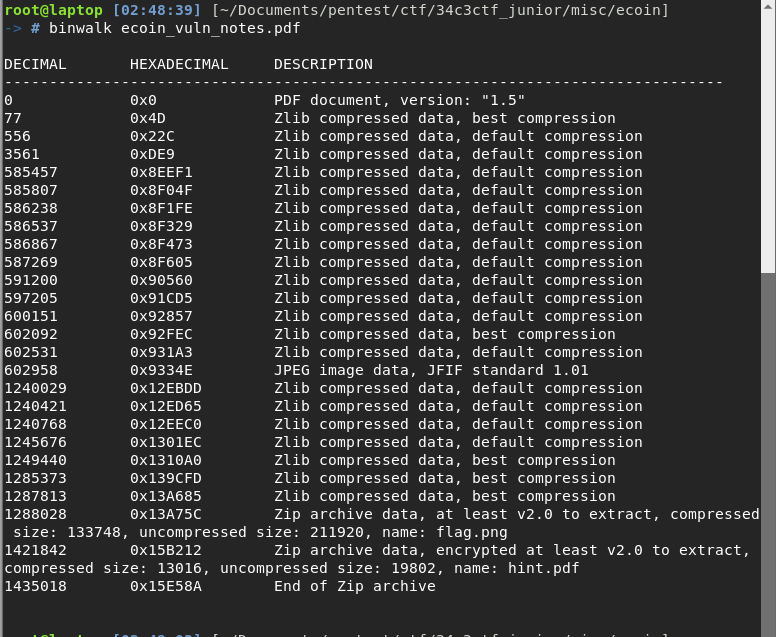 root@laptop [02:48:39] [~/Documents/pentest/ctf/34c3ctf_junior/misc/ecoin]
-> # binwalk ecoin_vuln_notes.pdf
DECIMAL       HEXADECIMAL     DESCRIPTION
--------------------------------------------------------------------------------
0             0x0             PDF document, version: "1.5"
77            0x4D            Zlib compressed data, best compression
556           0x22C           Zlib compressed data, default compression
3561          0xDE9           Zlib compressed data, default compression
585457        0x8EEF1         Zlib compressed data, default compression
585807        0x8F04F         Zlib compressed data, default compression
586238        0x8F1FE         Zlib compressed data, default compression
586537        0x8F329         Zlib compressed data, default compression
586867        0x8F473         Zlib compressed data, default compression
587269        0x8F605         Zlib compressed data, default compression
591200        0x90560         Zlib compressed data, default compression
597205        0x91CD5         Zlib compressed data, default compression
600151        0x92857         Zlib compressed data, default compression
602092        0x92FEC         Zlib compressed data, best compression
602531        0x931A3         Zlib compressed data, default compression
602958        0x9334E         JPEG image data, JFIF standard 1.01
1240029       0x12EBDD        Zlib compressed data, default compression
1240421       0x12ED65        Zlib compressed data, default compression
1240768       0x12EEC0        Zlib compressed data, default compression
1245676       0x1301EC        Zlib compressed data, default compression
1249440       0x1310A0        Zlib compressed data, best compression
1285373       0x139CFD        Zlib compressed data, best compression
1287813       0x13A685        Zlib compressed data, best compression
1288028       0x13A75C        Zip archive data, at least v2.0 to extract, compressed
 size: 133748, uncompressed size: 211920, name: flag.png
1421842       0x15B212        Zip archive data, encrypted at least v2.0 to extract,
compressed size: 13016, uncompressed size: 19802, name: hint.pdf
1435018       0x15E58A        End of Zip archive